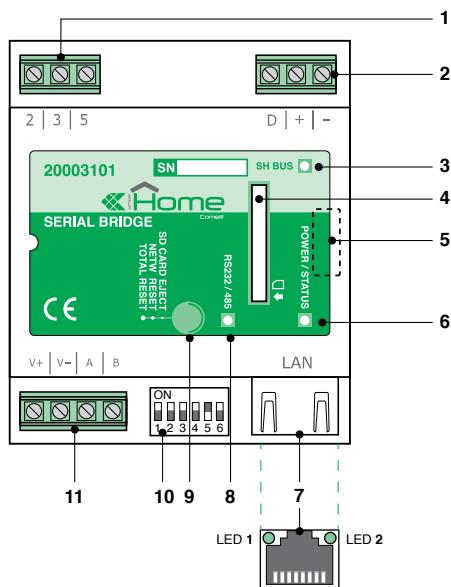 1
2
2 | 3 | 5
D | + | -
20003101
SN
SH BUS
3
4
Home
Comelit
SERIAL BRIDGE
5
SD CARD EJECT
NETW RESET
TOTAL RESET
RS232 / 485
POWER / STATUS
6
CE
V+ | V- | A | B
LAN
ON
1 2 3 4 5 6
11
10
9
8
7
LED 1
LED 2